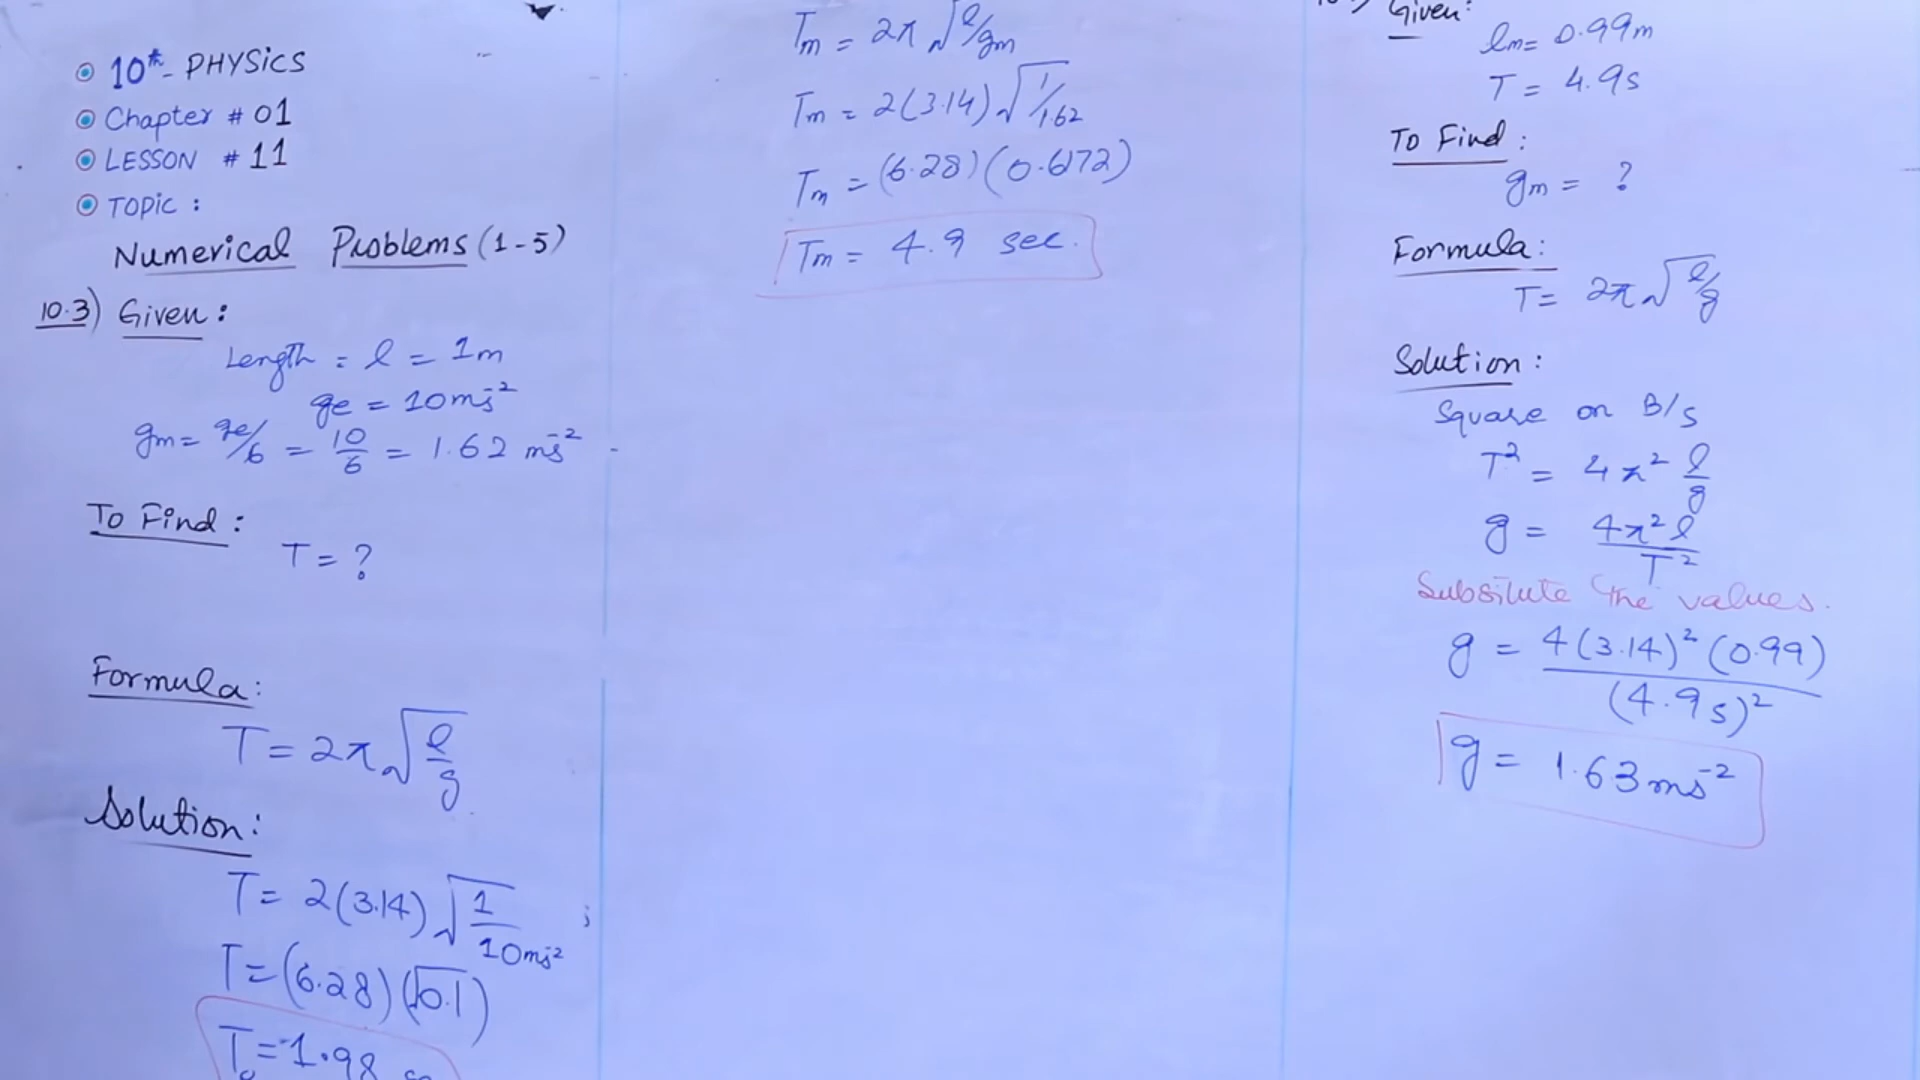 10th - PHYSICS
Chapter # 01
LESSON # 11
TOPIC :
Numerical Problems (1-5)
10.3) Given :
Length = l = 1m
ge = 10ms⁻²
gm = ge/6 = 10/6 = 1.62 ms⁻²
To Find :
T = ?
Formula :
T = 2π√(l/g)
Solution :
T = 2(3.14)√(1/10ms⁻²) ;
T = (6.28)(√0.1)
Te = 1.98
Tm = 2π√(l/gm)
Tm = 2(3.14)√(1/1.62)
Tm = (6.28)(0.6172)
Tm = 4.9 sec.
Given :
lm = 0.99m
T = 4.9s
To Find :
gm = ?
Formula :
T = 2π√(l/g)
Solution :
Square on B/S
T² = 4π² l/g
g = 4π²l/T²
Subsitute the values.
g = 4(3.14)²(0.99)/(4.9s)²
g = 1.63ms⁻²